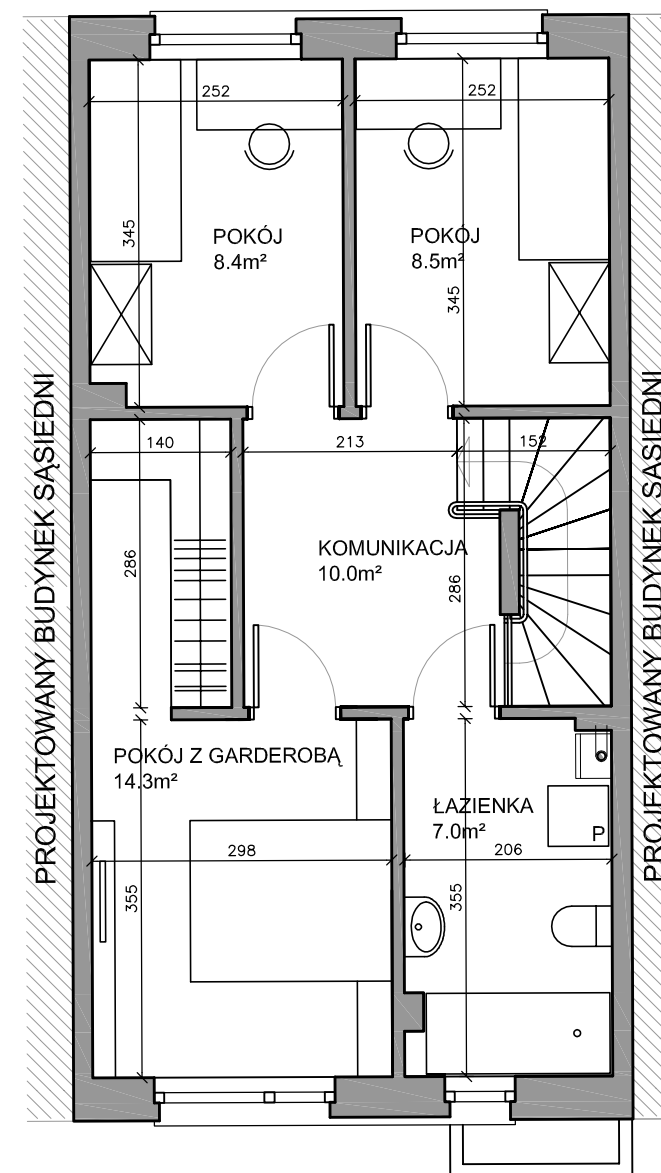 252
252
345
POKÓJ
8.4m²
POKÓJ
8.5m²
345
140
213
152
286
KOMUNIKACJA
10.0m²
286
PROJEKTOWANY BUDYNEK SĄSIEDNI
PROJEKTOWANY BUDYNEK SĄSIEDNI
POKÓJ Z GARDEROBĄ
14.3m²
ŁAZIENKA
7.0m²
P
298
206
355
355